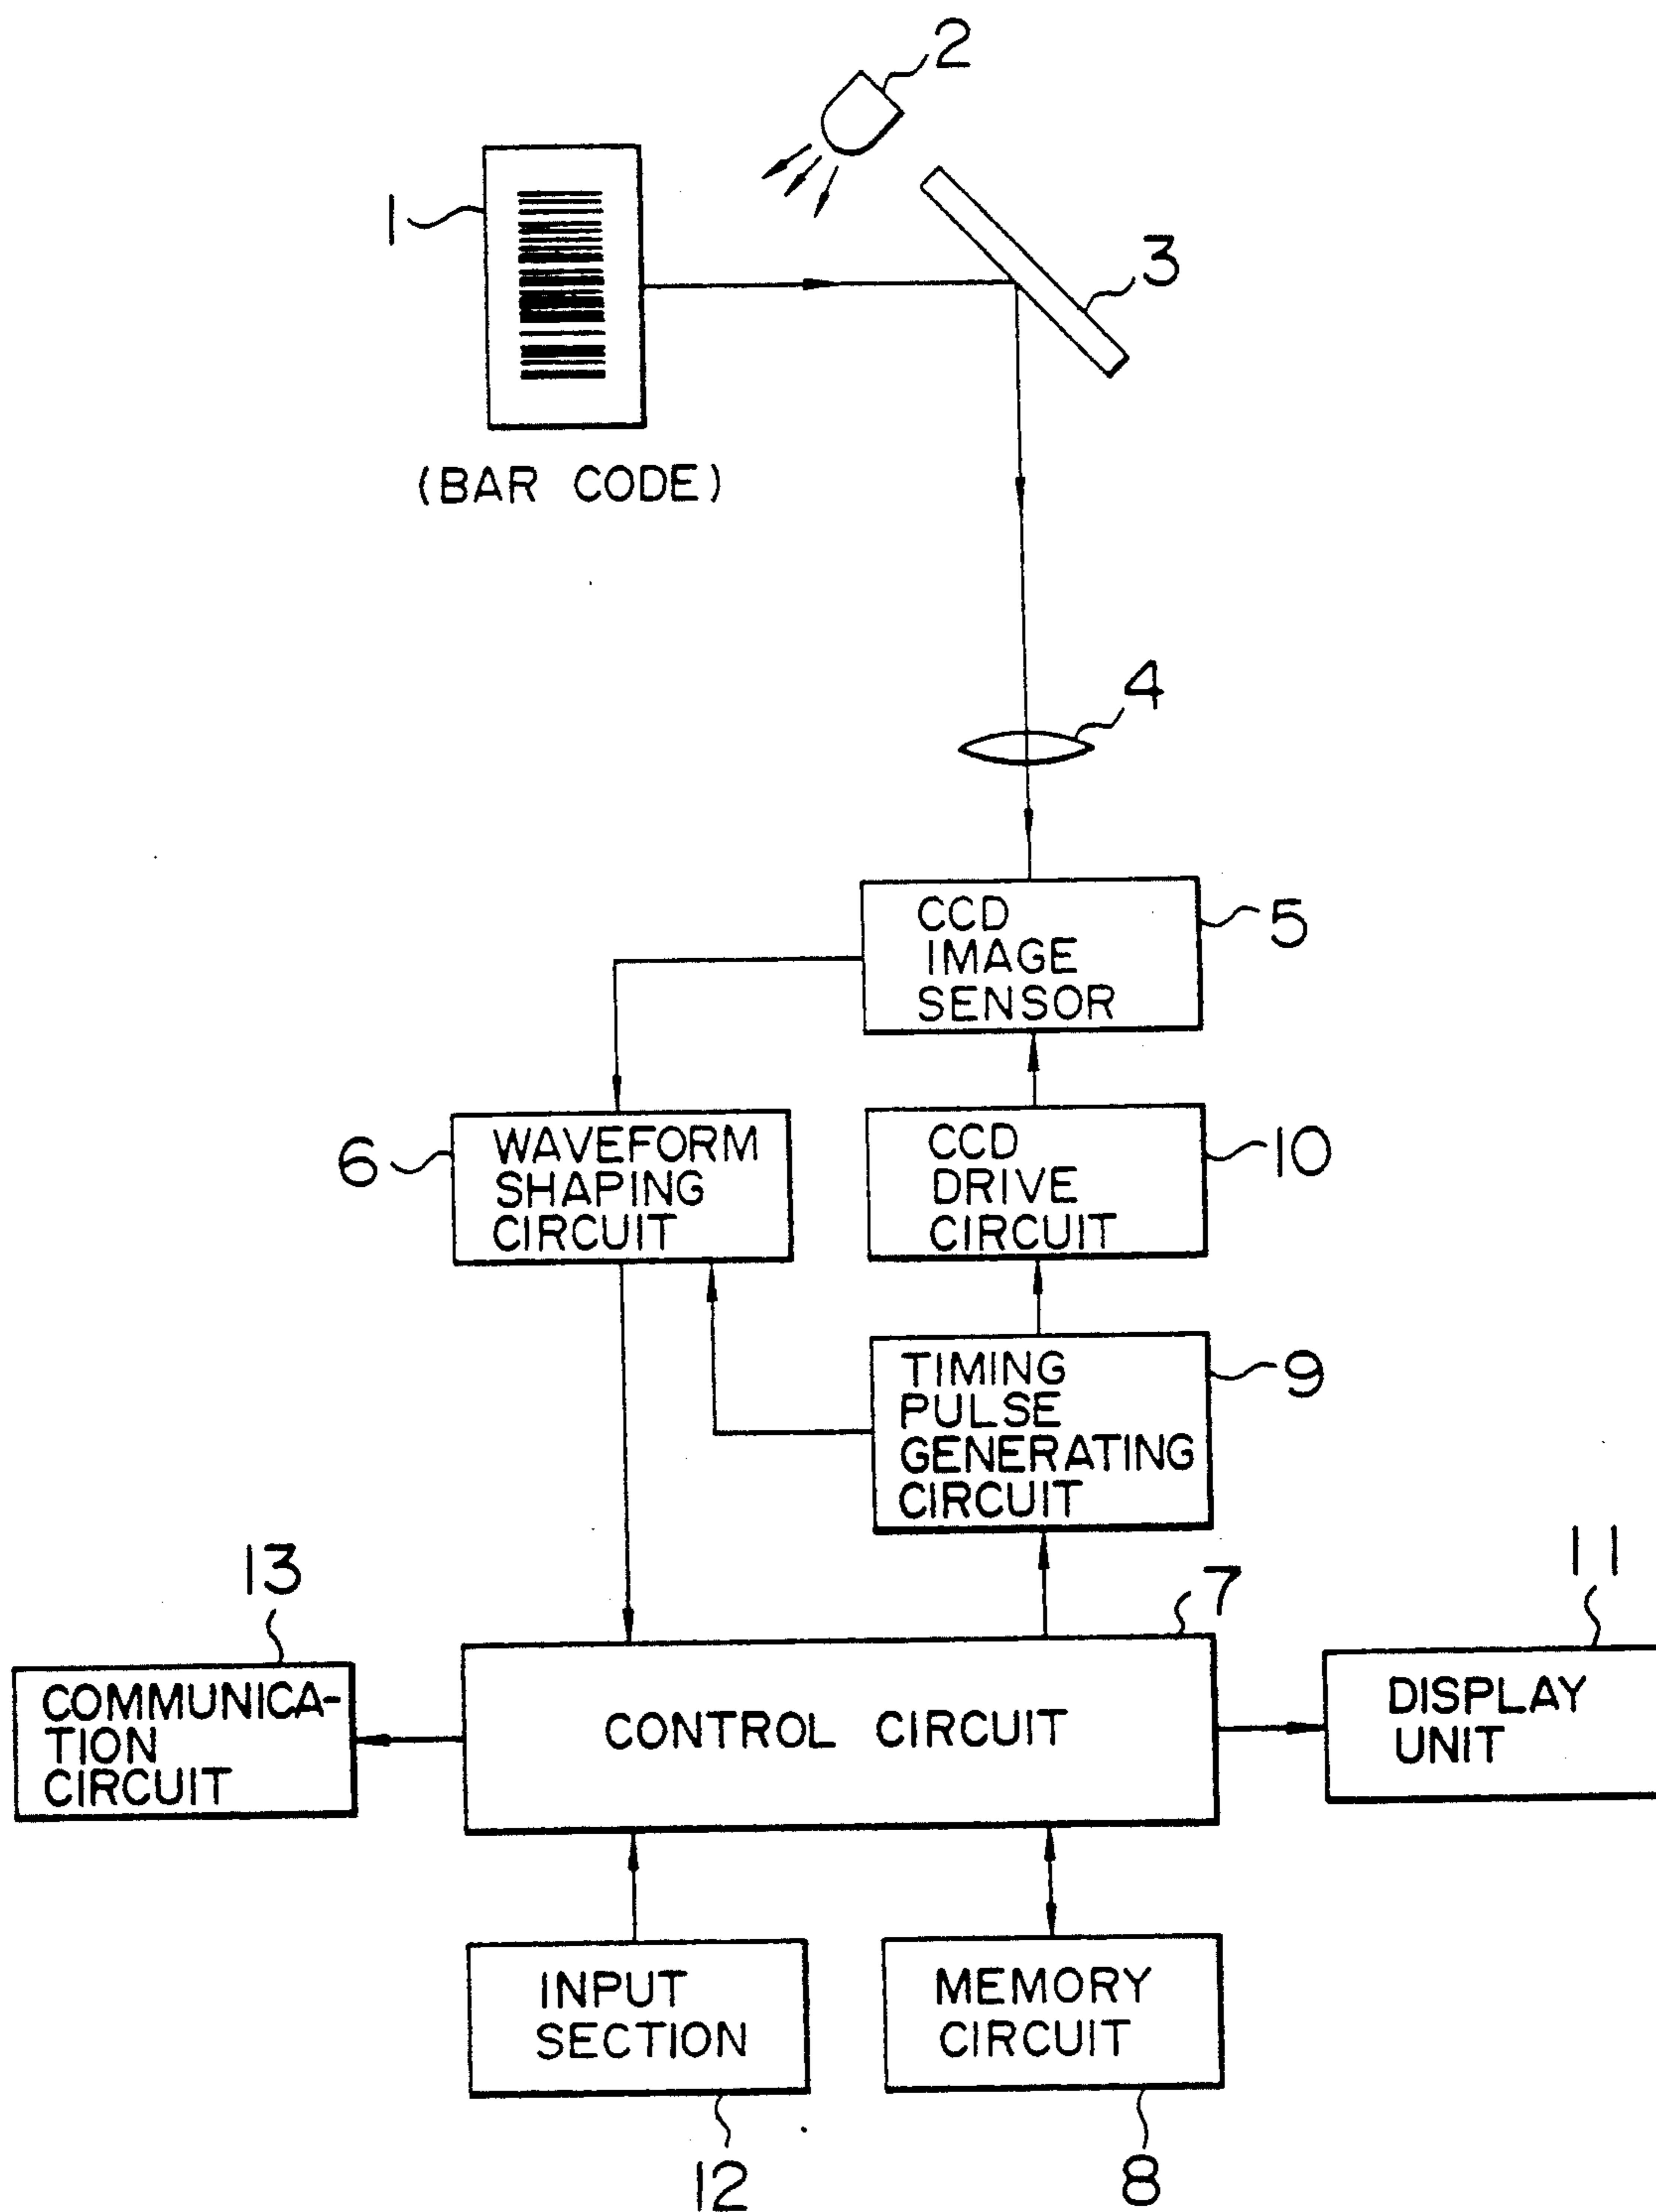 2
1
3
(BAR CODE)
4
CCD
IMAGE
SENSOR
5
6
WAVEFORM
SHAPING
CIRCUIT
CCD
DRIVE
CIRCUIT
10
TIMING
PULSE
GENERATING
CIRCUIT
9
13
7
11
COMMUNICA-
TION
CIRCUIT
CONTROL CIRCUIT
DISPLAY
UNIT
INPUT
SECTION
MEMORY
CIRCUIT
12
8